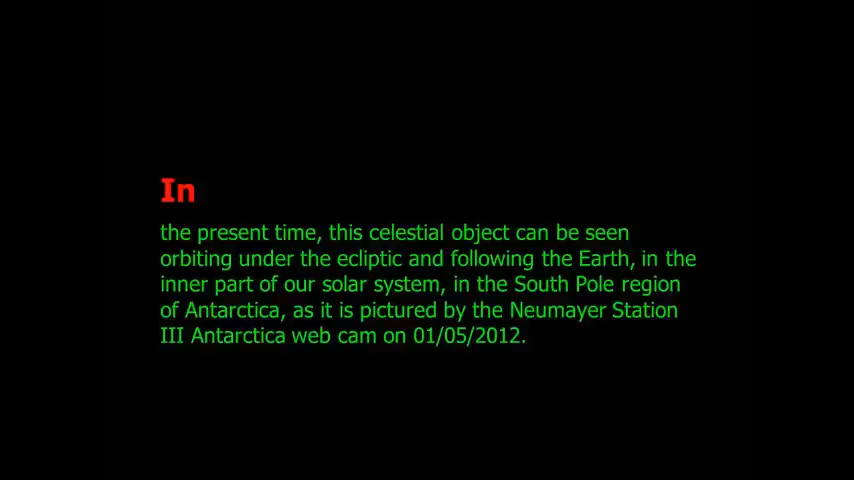 In
the present time, this celestial object can be seen
orbiting under the ecliptic and following the Earth, in the
inner part of our solar system, in the South Pole region
of Antarctica, as it is pictured by the Neumayer Station
III Antarctica web cam on 01/05/2012.